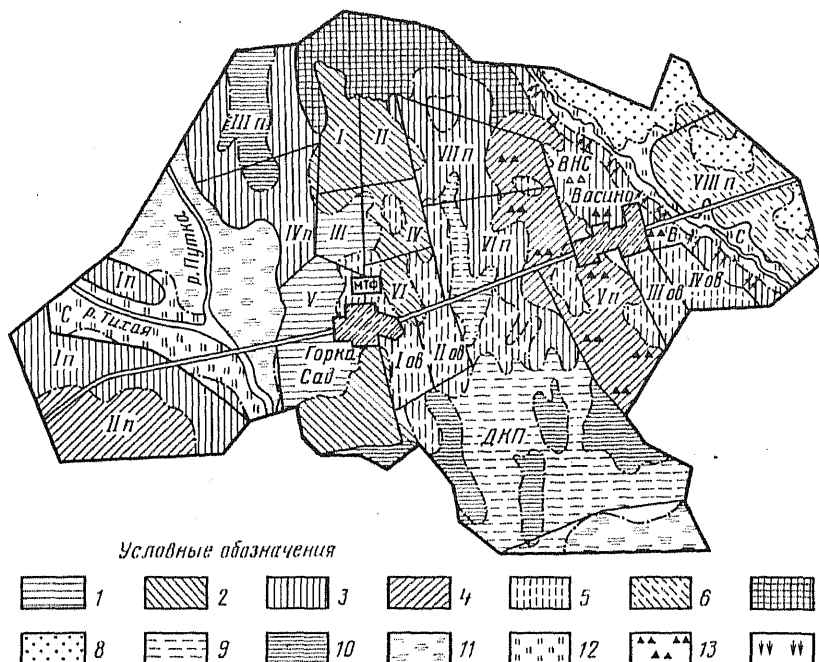 III п
I
II
VII п
ВНС
Васино
VIII п
р. Путка
IV п
III
IV
VI п
С
В
I п
МТФ
V
VI
V п
III ов
IV ов
С
р. Тихая
I п
Горка
Сад
I ов
II ов
II п
ДКП
Условные обозначения
1 2 3 4 5 6
8 9 10 11 12 13